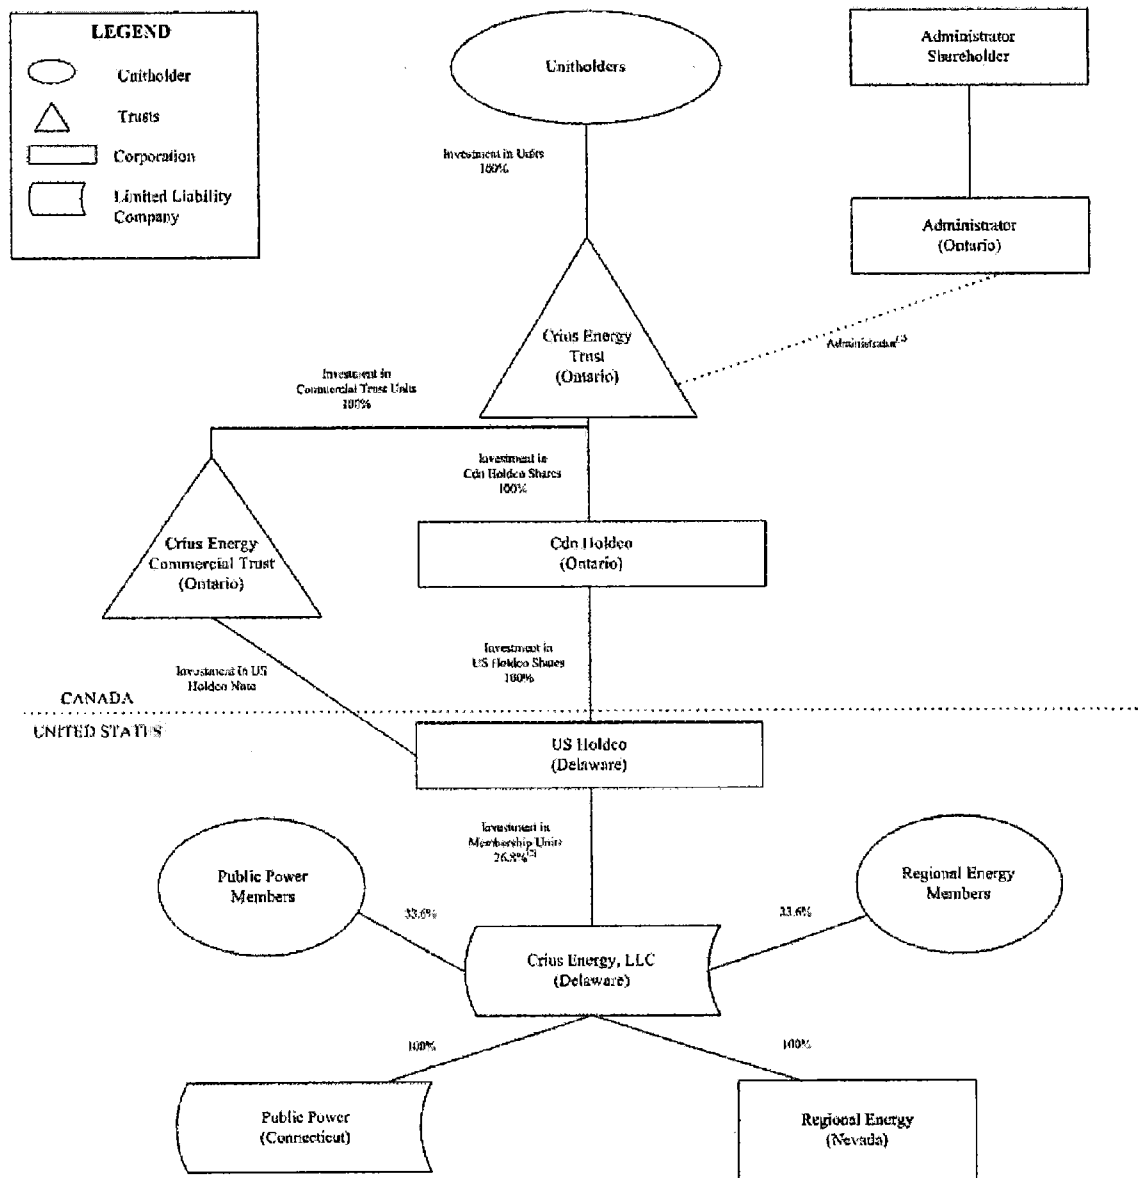 LEGEND
Unitholder
Trusts
Corporation
Limited Liability
Company
Unitholders
Administrator
Shareholder
Investment in Units
100%
Administrator
(Ontario)
Crius Energy
Trust
(Ontario)
Administrator
Investment in
Commercial Trust Units
100%
Investment in
Cdn Holdco Shares
100%
Crius Energy
Commercial Trust
(Ontario)
Cdn Holdco
(Ontario)
Investment in US
Holdco Note
Investment in
US Holdco Shares
100%
CANADA
UNITED STATES
US Holdco
(Delaware)
Investment in
Membership Units
26.8%(2)
Public Power
Members
Regional Energy
Members
33.6%
Crius Energy, LLC
(Delaware)
100%
100%
Public Power
(Connecticut)
Regional Energy
(Nevada)